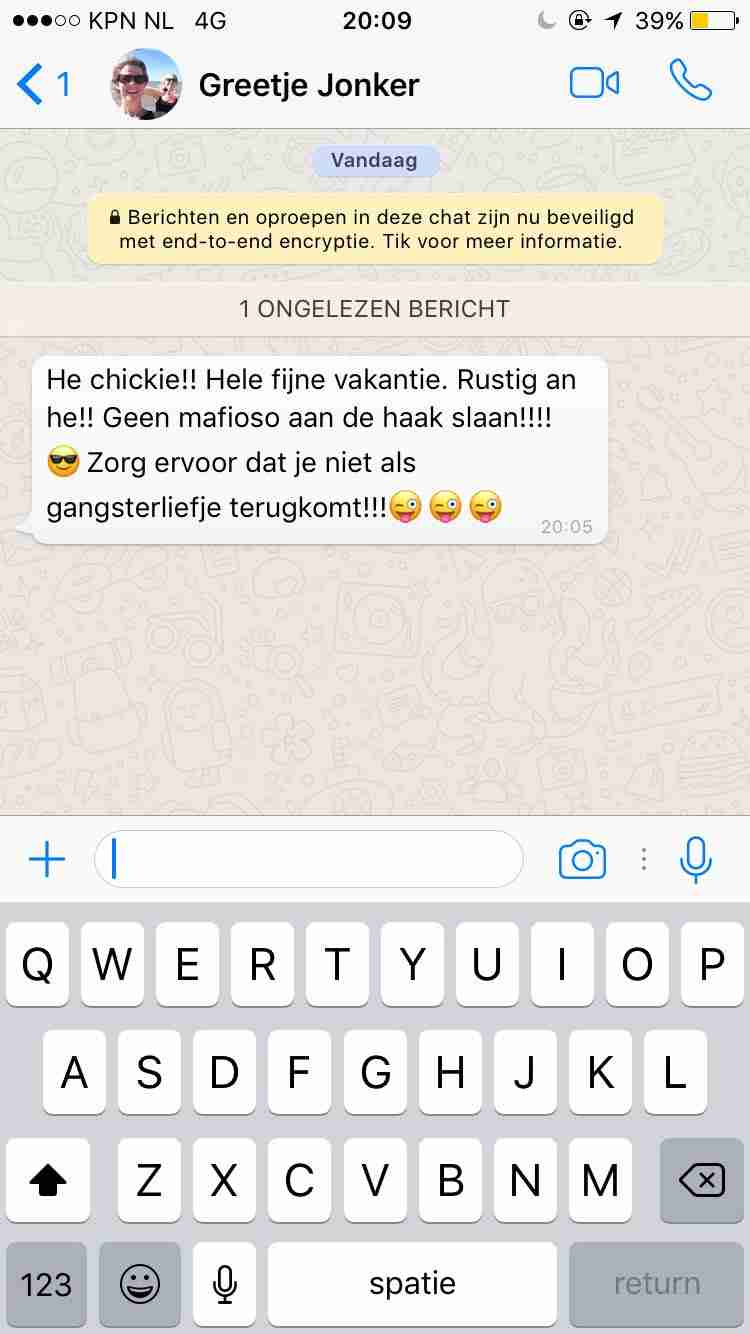 KPN NL 4G 20:09 39%
1 Greetje Jonker
Vandaag
Berichten en oproepen in deze chat zijn nu beveiligd
met end-to-end encryptie. Tik voor meer informatie.
1 ONGELEZEN BERICHT
He chickie!! Hele fijne vakantie. Rustig an
he!! Geen mafioso aan de haak slaan!!!!
😎 Zorg ervoor dat je niet als
gangsterliefje terugkomt!!!😜😜😜
20:05
Q W E R T Y U I O P
A S D F G H J K L
Z X C V B N M
123 spatie return